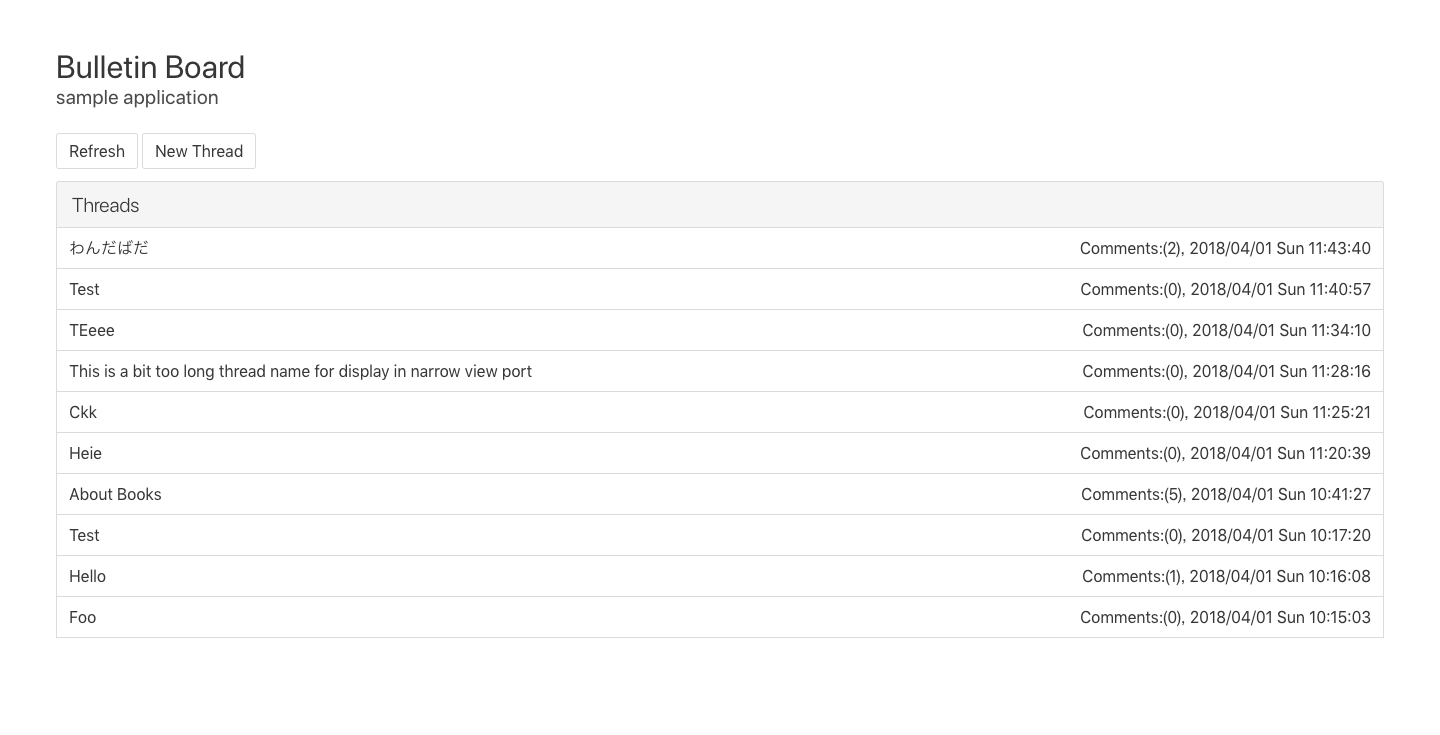 Bulletin Board
sample application
Refresh New Thread
Threads
わんだばだ Comments:(2), 2018/04/01 Sun 11:43:40
Test Comments:(0), 2018/04/01 Sun 11:40:57
TEeee Comments:(0), 2018/04/01 Sun 11:34:10
This is a bit too long thread name for display in narrow view port Comments:(0), 2018/04/01 Sun 11:28:16
Ckk Comments:(0), 2018/04/01 Sun 11:25:21
Heie Comments:(0), 2018/04/01 Sun 11:20:39
About Books Comments:(5), 2018/04/01 Sun 10:41:27
Test Comments:(0), 2018/04/01 Sun 10:17:20
Hello Comments:(1), 2018/04/01 Sun 10:16:08
Foo Comments:(0), 2018/04/01 Sun 10:15:03